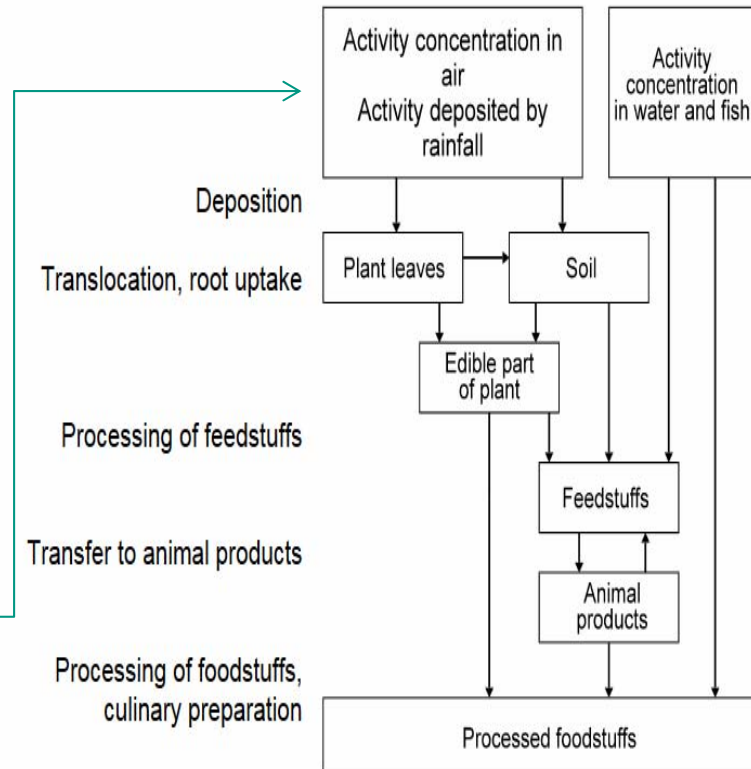 Activity concentration in
air
Activity deposited by
rainfall
Activity
concentration
in water and fish
Deposition
Plant leaves
Soil
Translocation, root uptake
Edible part
of plant
Processing of feedstuffs
Feedstuffs
Transfer to animal products
Animal
products
Processing of foodstuffs,
culinary preparation
Processed foodstuffs